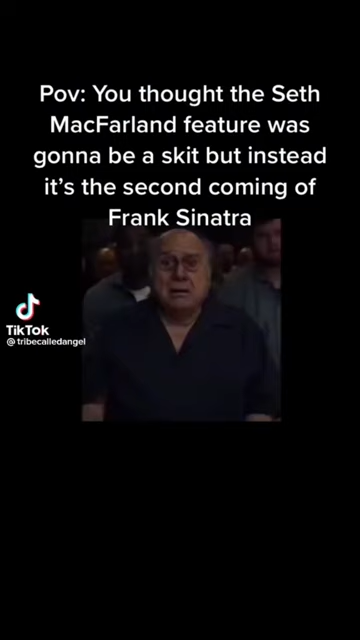 Pov: You thought the Seth
MacFarland feature was
gonna be a skit but instead
it's the second coming of
Frank Sinatra
TikTok
@tribecalledangel